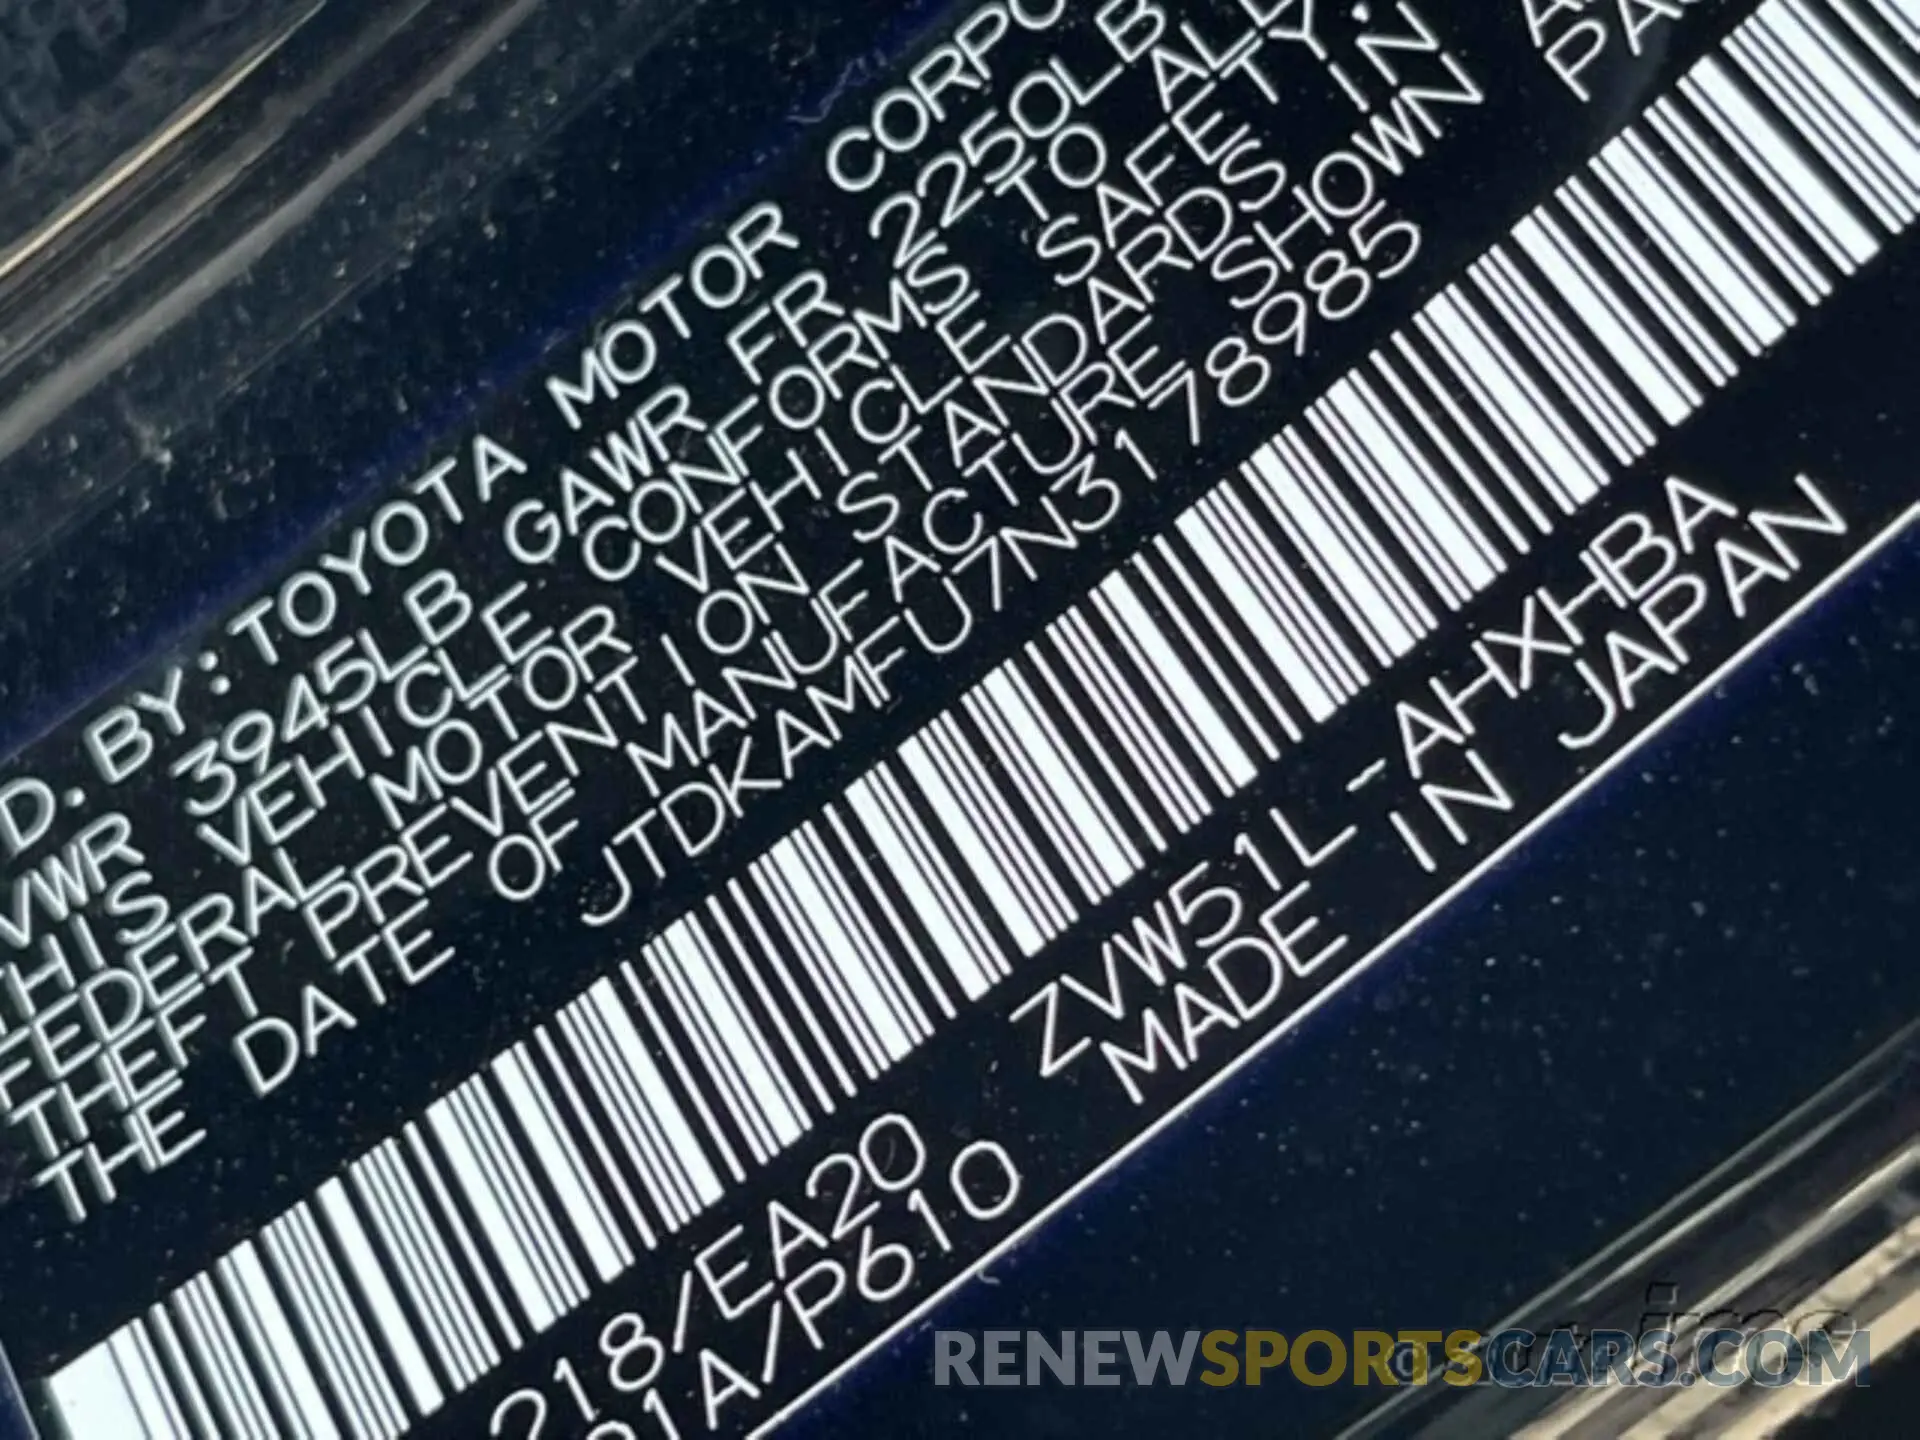 D. BY: TOYOTA MOTOR
VWR 3945LB GAWR FR 2250LB
THIS VEHICLE CONFORMS TO ALL
FEDERAL MOTOR VEHICLE SAFETY
THEFT PREVENTION STANDARDS IN
THE DATE OF MANUFACTURE SHOWN
JTDKAMFU7N3178985
218/EA20 ZVW51L-AHXHBA
MADE IN JAPAN
/P610
RENEWSPORTSCARS.COM